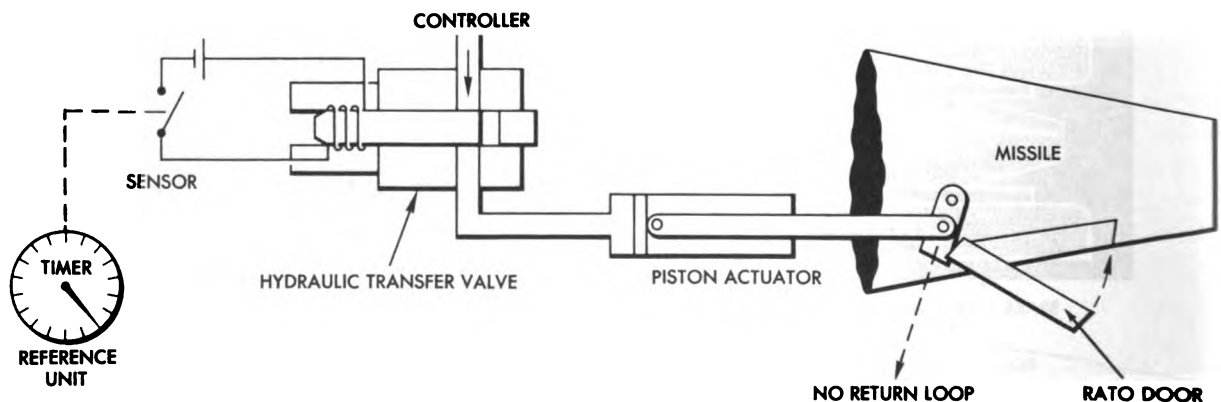 CONTROLLER
SENSOR
TIMER
REFERENCE
UNIT
HYDRAULIC TRANSFER VALVE
PISTON ACTUATOR
MISSILE
NO RETURN LOOP
RATO DOOR